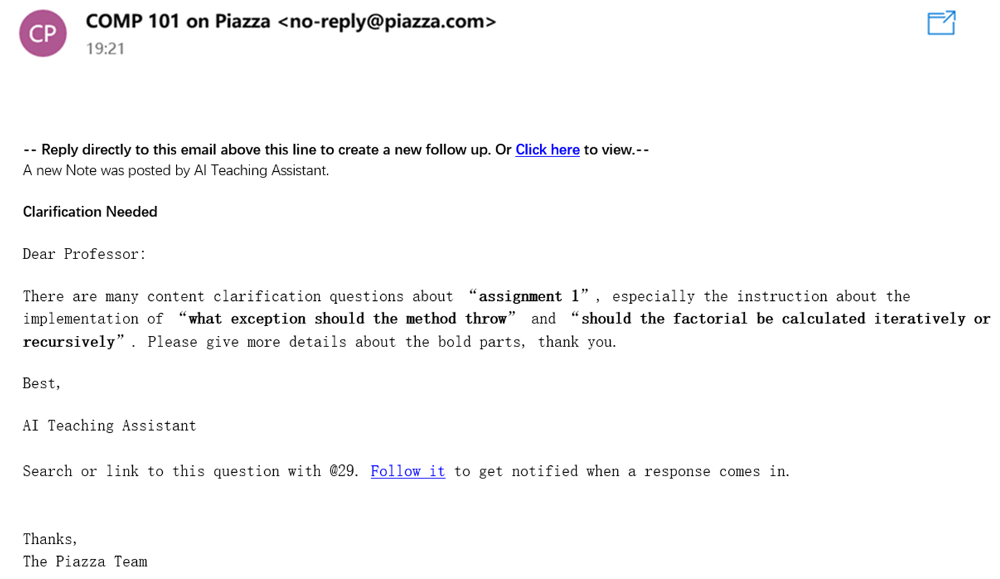 CP
COMP 101 on Piazza <no-reply@piazza.com>
19:21
-- Reply directly to this email above this line to create a new follow up. Or Click here to view.--
A new Note was posted by AI Teaching Assistant.
Clarification Needed
Dear Professor:
There are many content clarification questions about “assignment 1”, especially the instruction about the
implementation of “what exception should the method throw” and “should the factorial be calculated iteratively or
recursively”. Please give more details about the bold parts, thank you.
Best,
AI Teaching Assistant
Search or link to this question with @29. Follow it to get notified when a response comes in.
Thanks,
The Piazza Team